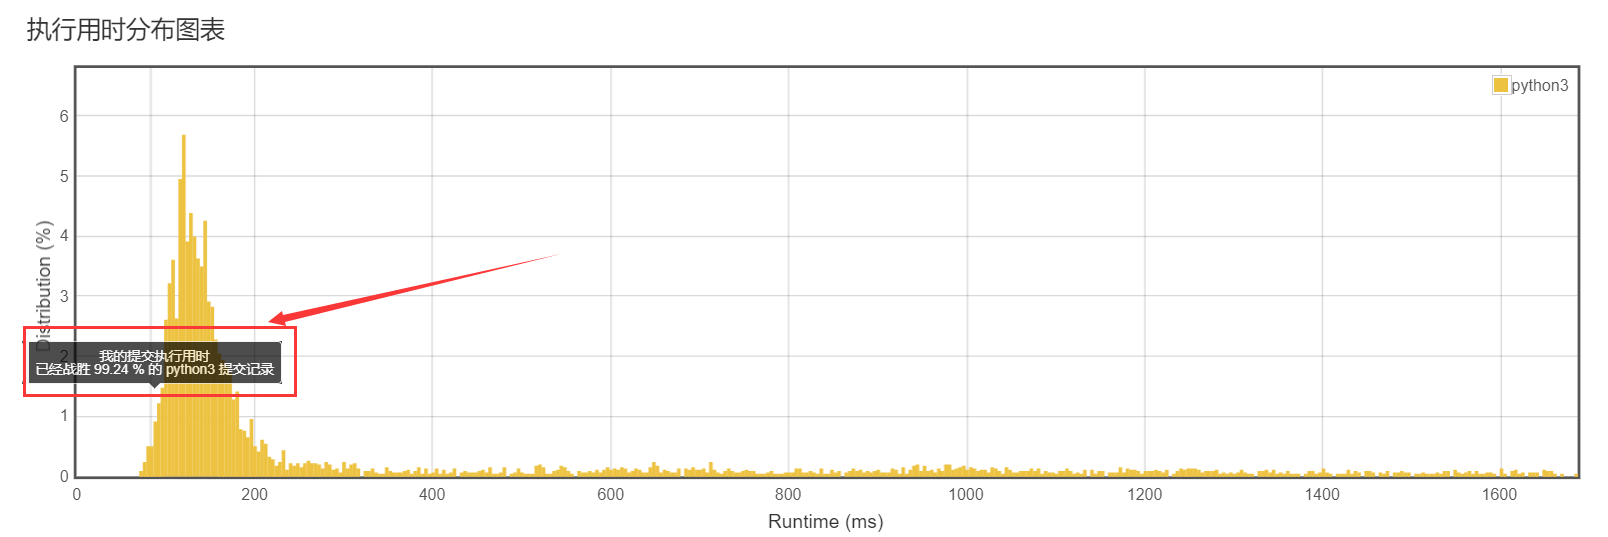 执行用时分布图表
python3
6
5
4
3
2
1
0
Distribution (%)
我的提交执行用时
已经战胜 99.24 % 的 python3 提交记录
0 200 400 600 800 1000 1200 1400 1600
Runtime (ms)